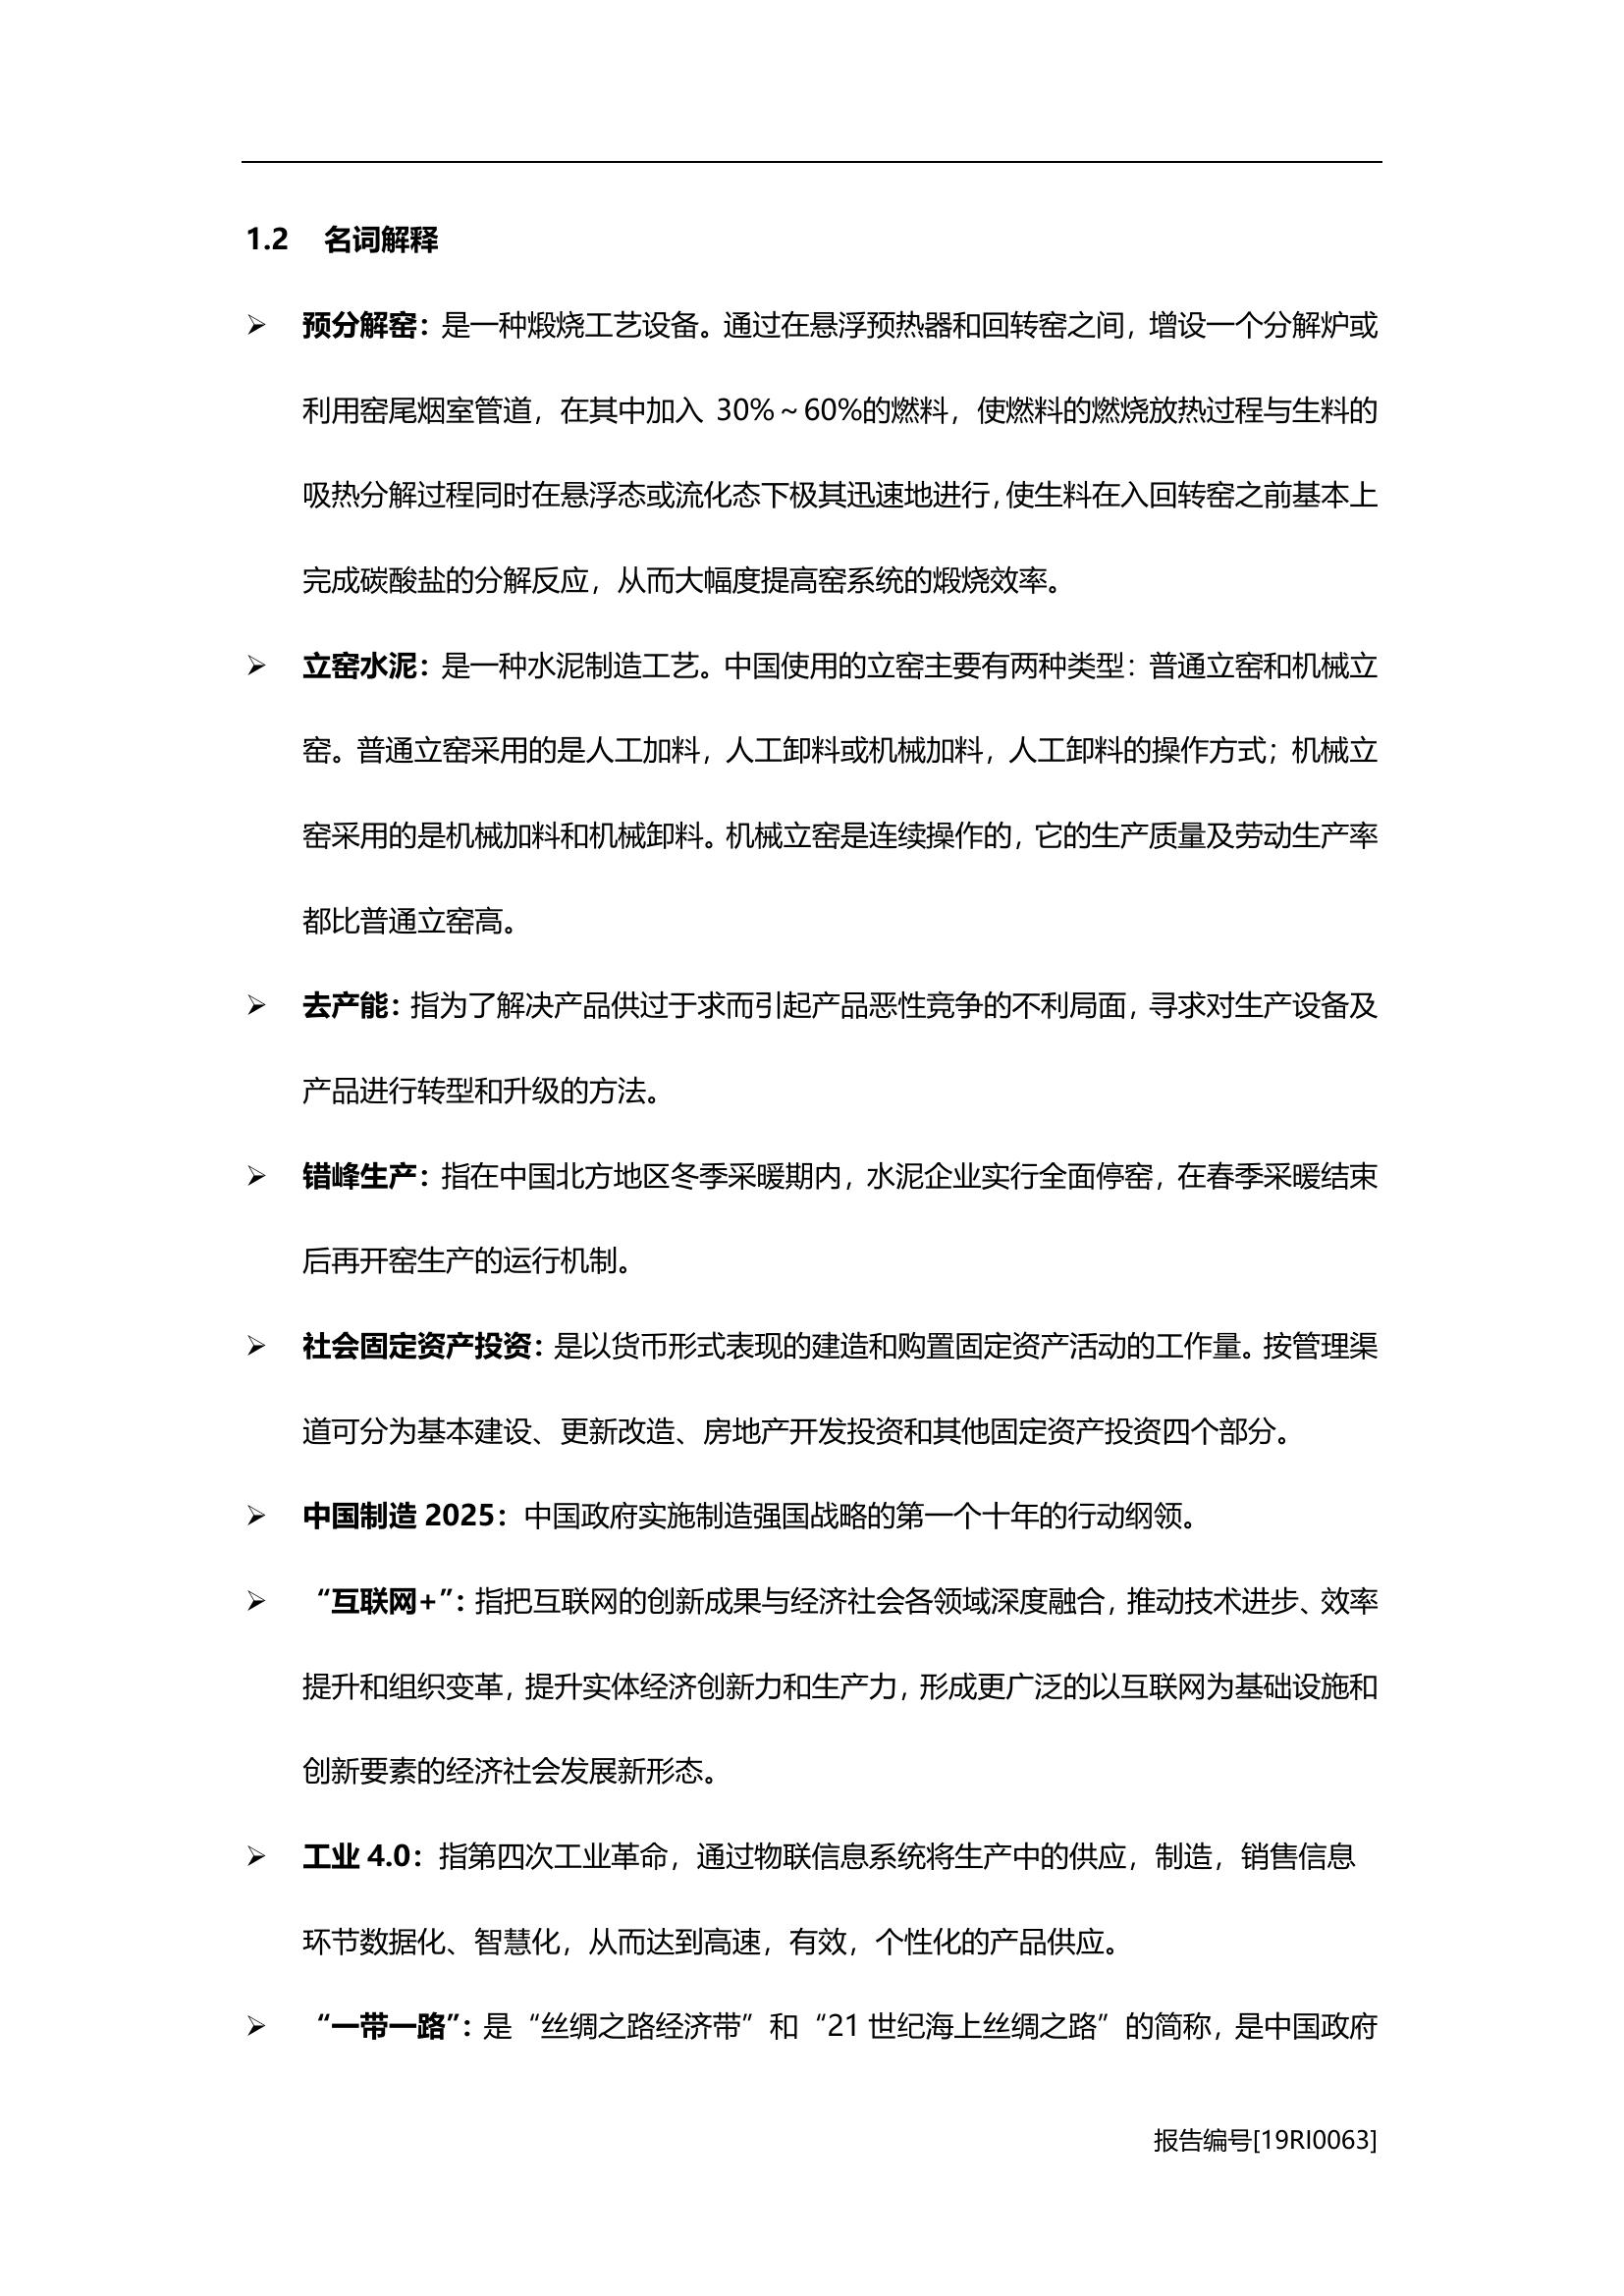 1.2 名词解释
➢ 预分解窑：是一种煅烧工艺设备。通过在悬浮预热器和回转窑之间，增设一个分解炉或
利用窑尾烟室管道，在其中加入 30%～60%的燃料，使燃料的燃烧放热过程与生料的
吸热分解过程同时在悬浮态或流化态下极其迅速地进行，使生料在入回转窑之前基本上
完成碳酸盐的分解反应，从而大幅度提高窑系统的煅烧效率。
➢ 立窑水泥：是一种水泥制造工艺。中国使用的立窑主要有两种类型：普通立窑和机械立
窑。普通立窑采用的是人工加料，人工卸料或机械加料，人工卸料的操作方式；机械立
窑采用的是机械加料和机械卸料。机械立窑是连续操作的，它的生产质量及劳动生产率
都比普通立窑高。
➢ 去产能：指为了解决产品供过于求而引起产品恶性竞争的不利局面，寻求对生产设备及
产品进行转型和升级的方法。
➢ 错峰生产：指在中国北方地区冬季采暖期内，水泥企业实行全面停窑，在春季采暖结束
后再开窑生产的运行机制。
➢ 社会固定资产投资：是以货币形式表现的建造和购置固定资产活动的工作量。按管理渠
道可分为基本建设、更新改造、房地产开发投资和其他固定资产投资四个部分。
➢ 中国制造 2025：中国政府实施制造强国战略的第一个十年的行动纲领。
➢ “互联网+”：指把互联网的创新成果与经济社会各领域深度融合，推动技术进步、效率
提升和组织变革，提升实体经济创新力和生产力，形成更广泛的以互联网为基础设施和
创新要素的经济社会发展新形态。
➢ 工业 4.0：指第四次工业革命，通过物联信息系统将生产中的供应，制造，销售信息
环节数据化、智慧化，从而达到高速，有效，个性化的产品供应。
➢ “一带一路”：是“丝绸之路经济带”和“21 世纪海上丝绸之路”的简称，是中国政府
报告编号[19RI0063]